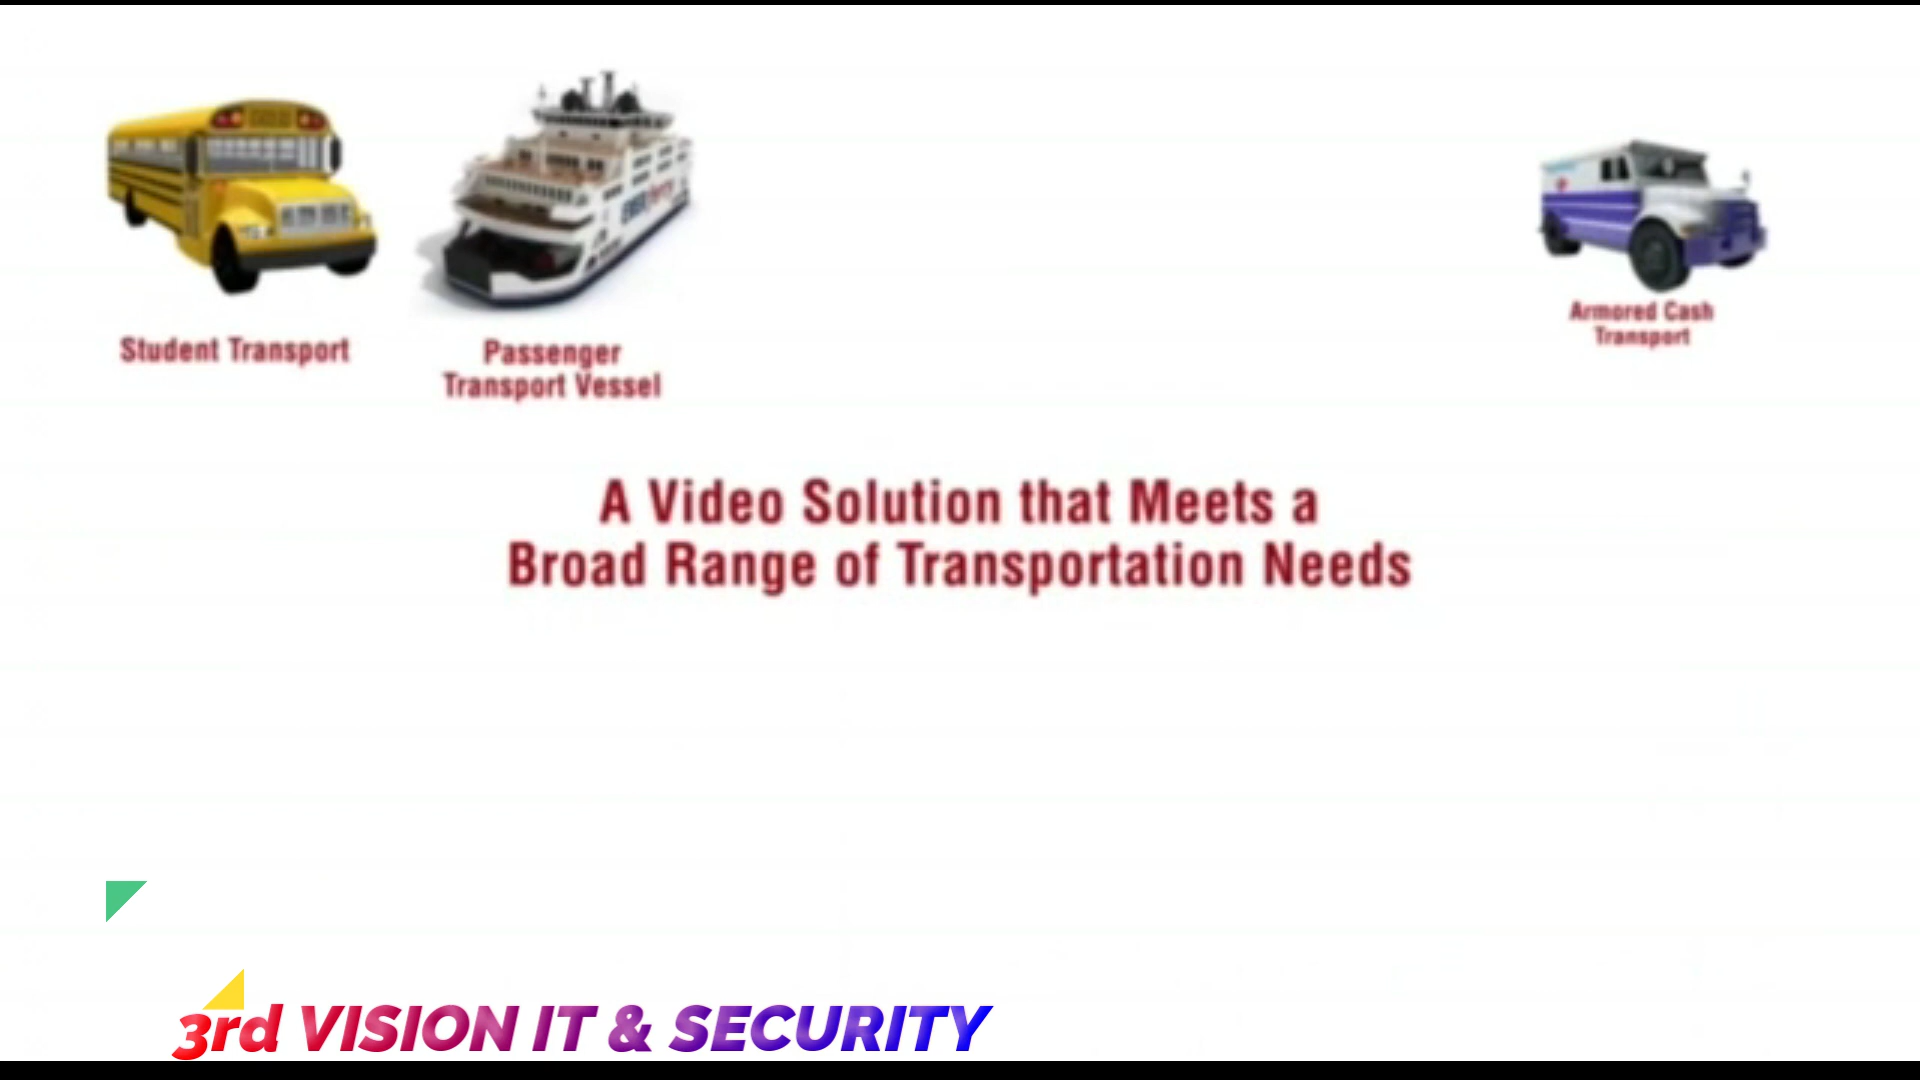 Student Transport
Passenger
Transport Vessel
Armored Cash
Transport
A Video Solution that Meets a
Broad Range of Transportation Needs
3rd VISION IT & SECURITY